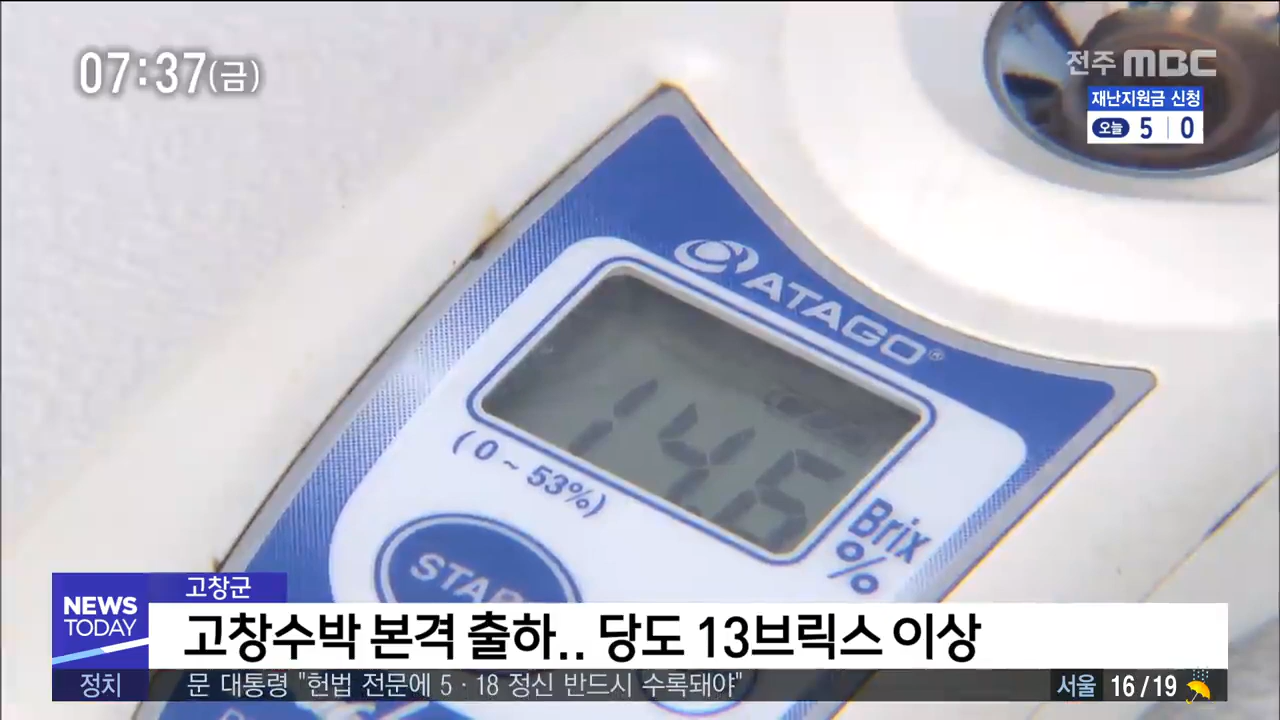 07:37(금)
전주 MBC
재난지원금 신청
오늘 5 0
ATAGO®
14.6
(0 ~ 53%)
Brix
%
고창군
NEWS
TODAY
고창수박 본격 출하.. 당도 13브릭스 이상
정치
문 대통령 "헌법 전문에 5·18 정신 반드시 수록돼야"
서울 16/19